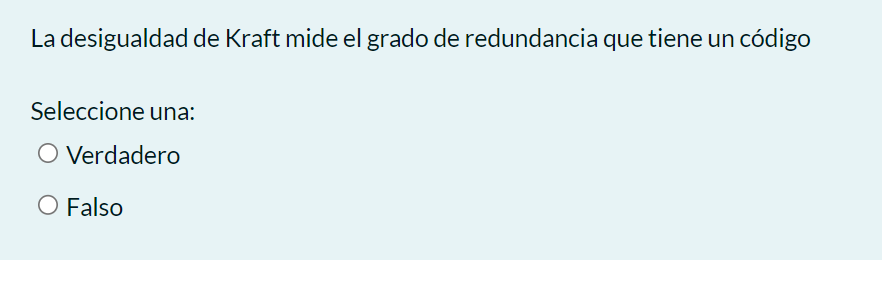 La desigualdad de Kraft mide el grado de redundancia que tiene un código
Seleccione una:
Verdadero
Falso